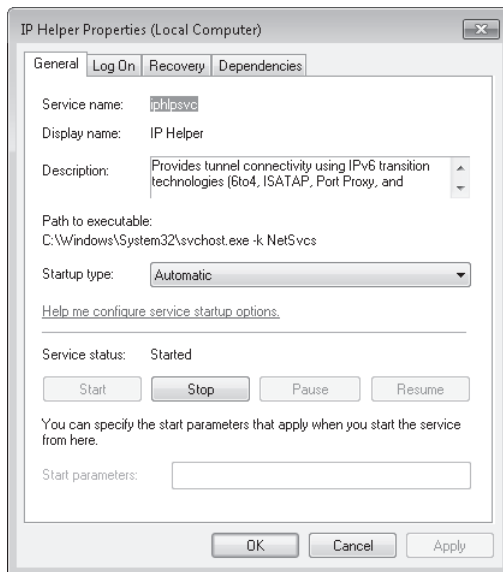 IP Helper Properties (Local Computer)
General Log On Recovery Dependencies
Service name: iphlpsvc
Display name: IP Helper
Description: Provides tunnel connectivity using IPv6 transition
technologies (6to4, ISATAP, Port Proxy, and
Path to executable:
C:\Windows\System32\svchost.exe -k NetSvcs
Startup type: Automatic
Help me configure service startup options.
Service status: Started
Start Stop Pause Resume
You can specify the start parameters that apply when you start the service
from here.
Start parameters:
OK Cancel Apply